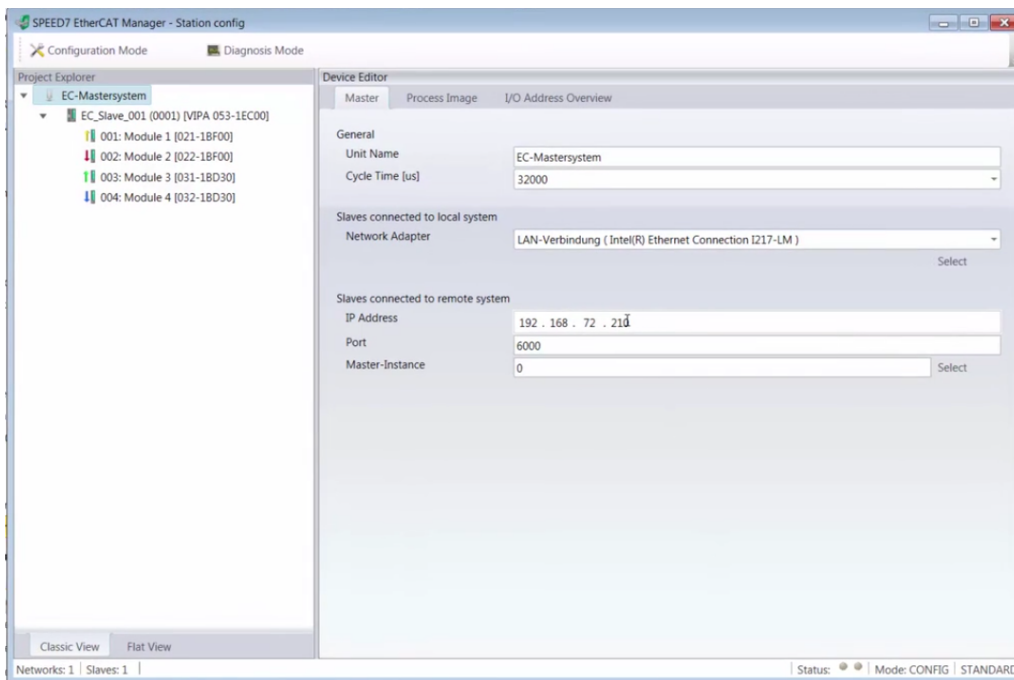 SPEED7 EtherCAT Manager - Station config
Configuration Mode Diagnosis Mode
Project Explorer
EC-Mastersystem
EC_Slave_001 (0001) [VIPA 053-1EC00]
001: Module 1 [021-1BF00]
002: Module 2 [022-1BF00]
003: Module 3 [031-1BD30]
004: Module 4 [032-1BD30]
Classic View Flat View
Device Editor
Master Process Image I/O Address Overview
General
Unit Name EC-Mastersystem
Cycle Time [us] 32000
Slaves connected to local system
Network Adapter LAN-Verbindung ( Intel(R) Ethernet Connection I217-LM )
Select
Slaves connected to remote system
IP Address 192 . 168 . 72 . 210
Port 6000
Master-Instance 0 Select
Networks: 1 Slaves: 1 Status: Mode: CONFIG STANDARD